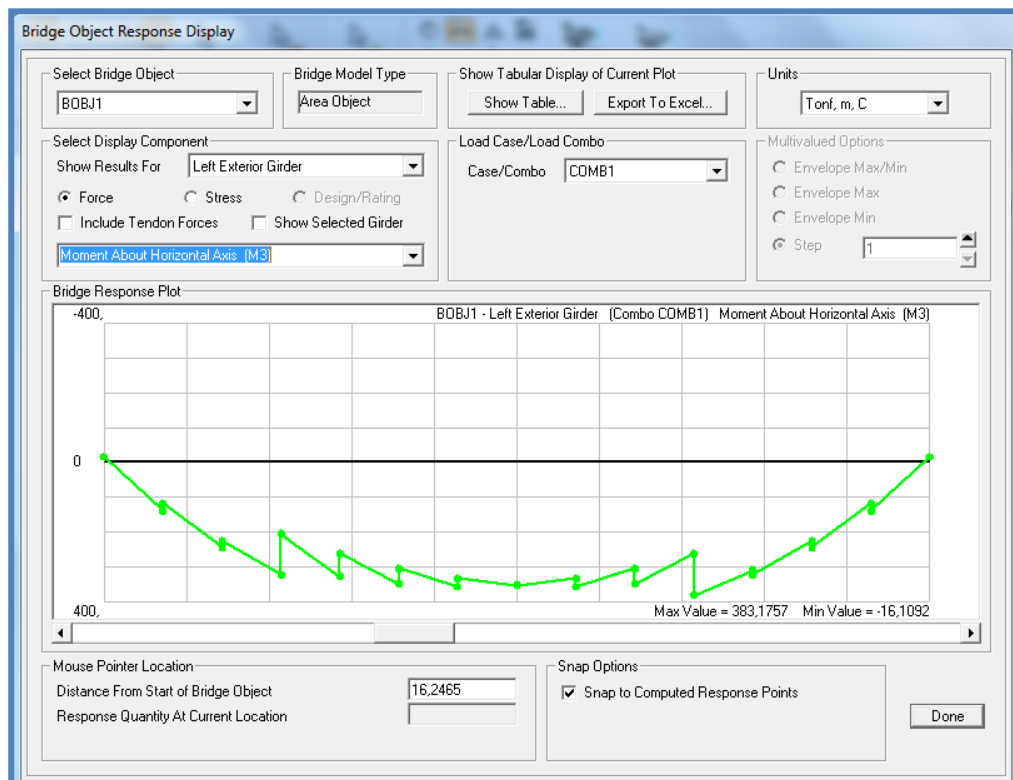 Bridge Object Response Display
Select Bridge Object
BOBJ1
Bridge Model Type
Area Object
Show Tabular Display of Current Plot
Show Table...
Export To Excel...
Units
Tonf, m, C
Select Display Component
Show Results For
Left Exterior Girder
Force
Stress
Design/Rating
Include Tendon Forces
Show Selected Girder
Moment About Horizontal Axis (M3)
Load Case/Load Combo
Case/Combo
COMB1
Multivalued Options
Envelope Max/Min
Envelope Max
Envelope Min
Step
1
Bridge Response Plot
-400,
BOBJ1 - Left Exterior Girder (Combo COMB1) Moment About Horizontal Axis (M3)
0
400,
Max Value = 383,1757 Min Value = -16,1092
Mouse Pointer Location
Distance From Start of Bridge Object
16,2465
Response Quantity At Current Location
Snap Options
Snap to Computed Response Points
Done